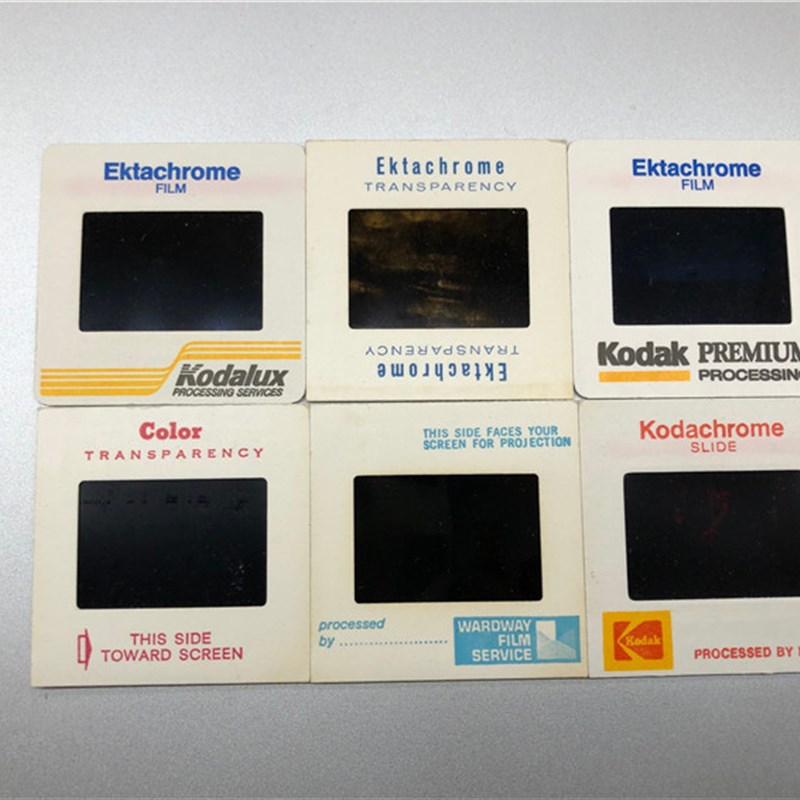 Ektachrome
FILM
Kodalux
PROCESSING SERVICES
Ektachrome
TRANSPARENCY
TRANSPARENCY
Ektachrome
Ektachrome
FILM
Kodak PREMIUM
PROCESSING
Color
TRANSPARENCY
THIS SIDE
TOWARD SCREEN
THIS SIDE FACES YOUR
SCREEN FOR PROJECTION
processed
by ....................
WARDWAY
FILM
SERVICE
Kodachrome
SLIDE
Kodak
PROCESSED BY